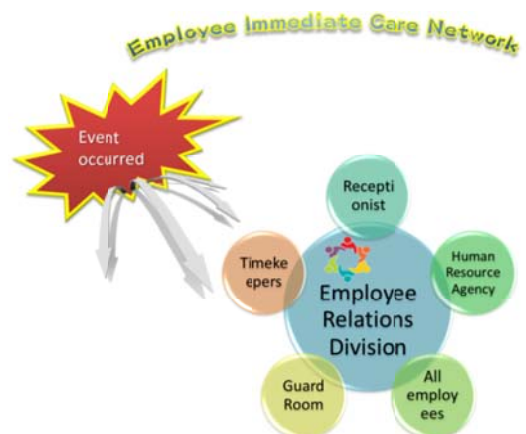 Employee Immediate Care Network
Event
occurred
Recepti
onist
Timeke
epers
Human
Resource
Agency
Employee
Relations
Division
Guard
Room
All
employ
ees